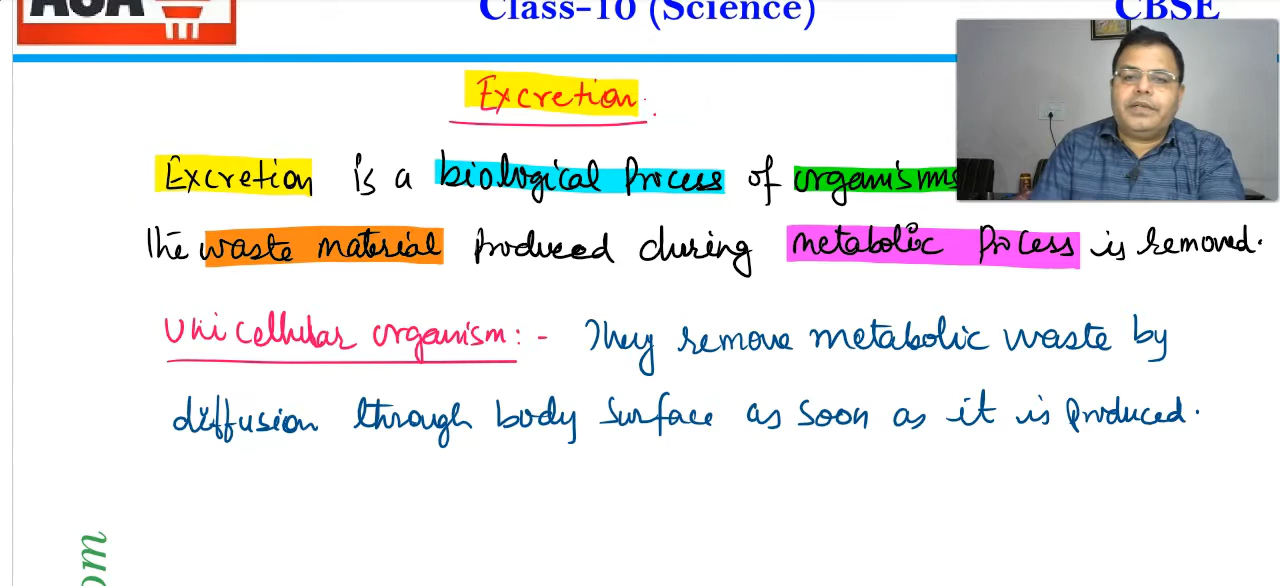 Class-10 (Science)
CBSE
Excretion.
Excretion is a biological process of organisms
The waste material produced during metabolic process is removed.
Unicellular organism:- They remove metabolic waste by
diffusion through body surface as soon as it is produced.
om